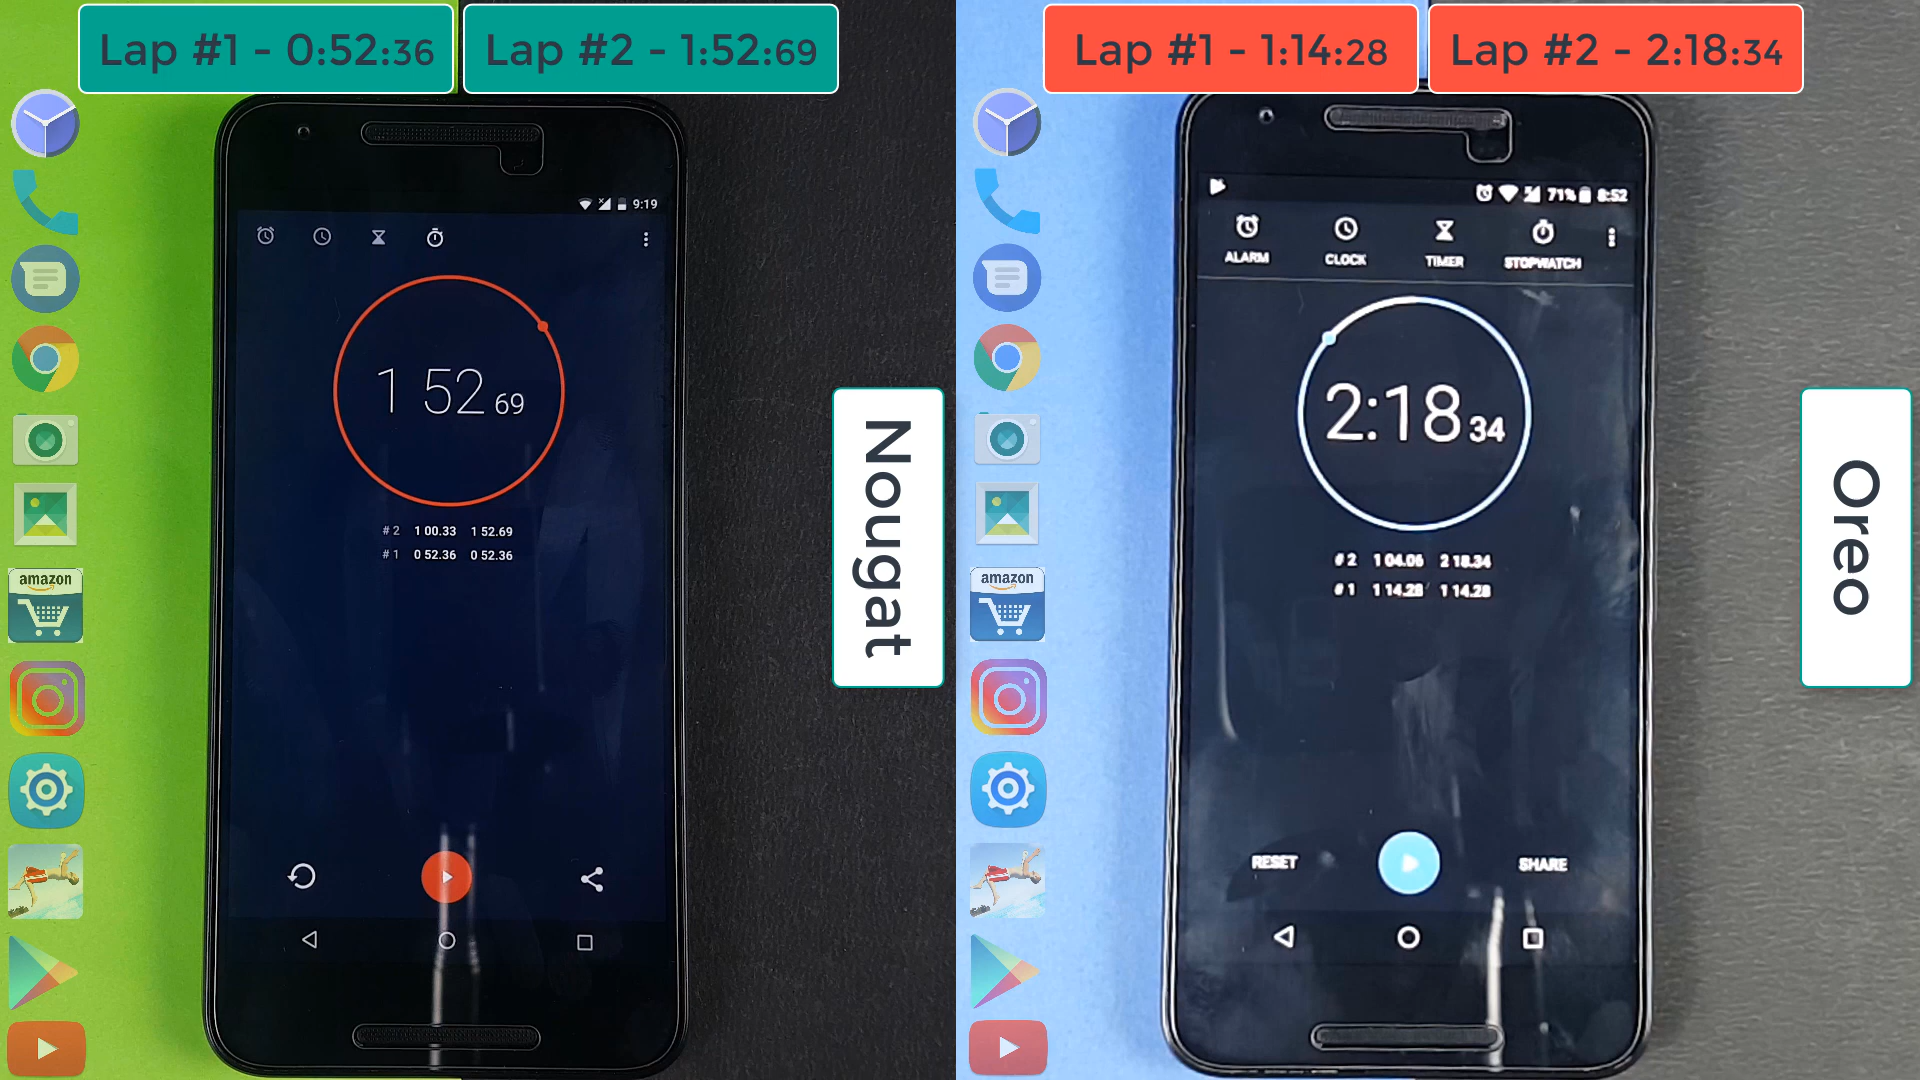 Lap #1 - 0:52:36
Lap #2 - 1:52:69
9:19
1 52 69
# 2 1 00.33 1 52.69
# 1 0 52.36 0 52.36
amazon
Nougat
Lap #1 - 1:14:28
Lap #2 - 2:18:34
71% 8:52
ALARM CLOCK TIMER STOPWATCH
2:18 34
# 2 1 04.06 2 18.34
# 1 1 14.28 1 14.28
amazon
RESET SHARE
Oreo